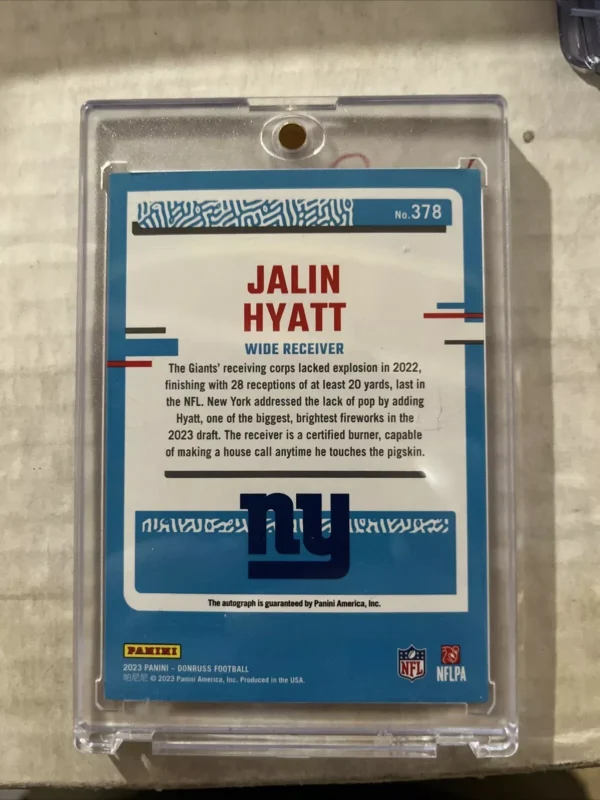 No. 378
JALIN
HYATT
WIDE RECEIVER
The Giants' receiving corps lacked explosion in 2022,
finishing with 28 receptions of at least 20 yards, last in
the NFL. New York addressed the lack of pop by adding
Hyatt, one of the biggest, brightest fireworks in the
2023 draft. The receiver is a certified burner, capable
of making a house call anytime he touches the pigskin.
ny
The autograph is guaranteed by Panini America, Inc.
PANINI
2023 PANINI - DONRUSS FOOTBALL
帕尼尼 © 2023 Panini America, Inc. Produced in the USA.
NFL
NFLPA